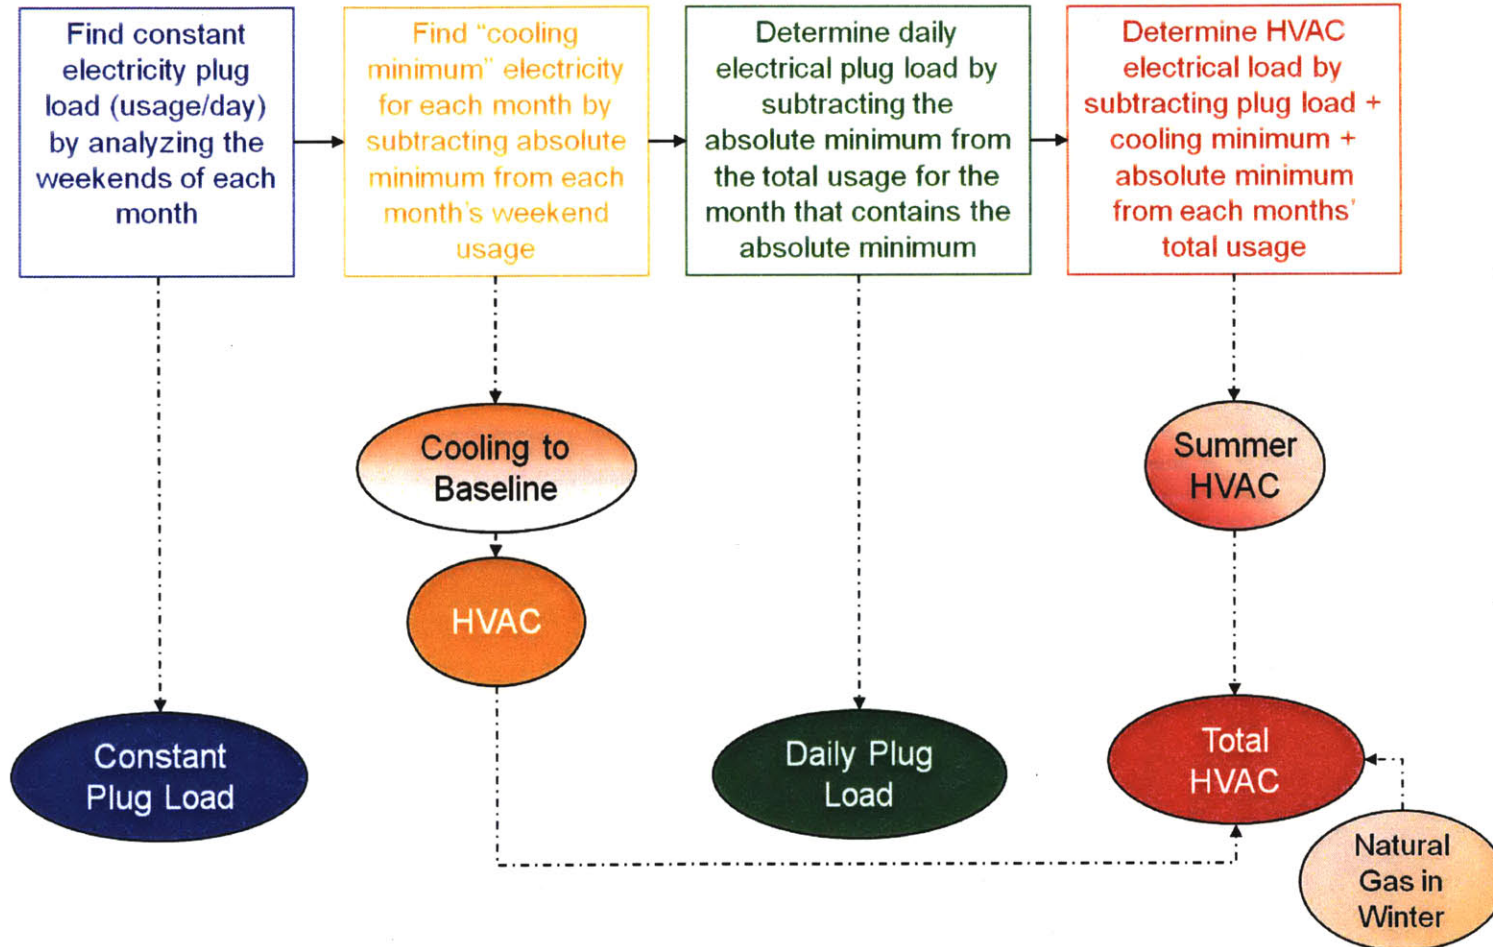 Find constant
electricity plug
load (usage/day)
by analyzing the
weekends of each
month
Find “cooling
minimum” electricity
for each month by
subtracting absolute
minimum from each
month's weekend
usage
Determine daily
electrical plug load by
subtracting the
absolute minimum from
the total usage for the
month that contains the
absolute minimum
Determine HVAC
electrical load by
subtracting plug load +
cooling minimum +
absolute minimum
from each months'
total usage
Cooling to
Baseline
Summer
HVAC
HVAC
Constant
Plug Load
Daily Plug
Load
Total
HVAC
Natural
Gas in
Winter